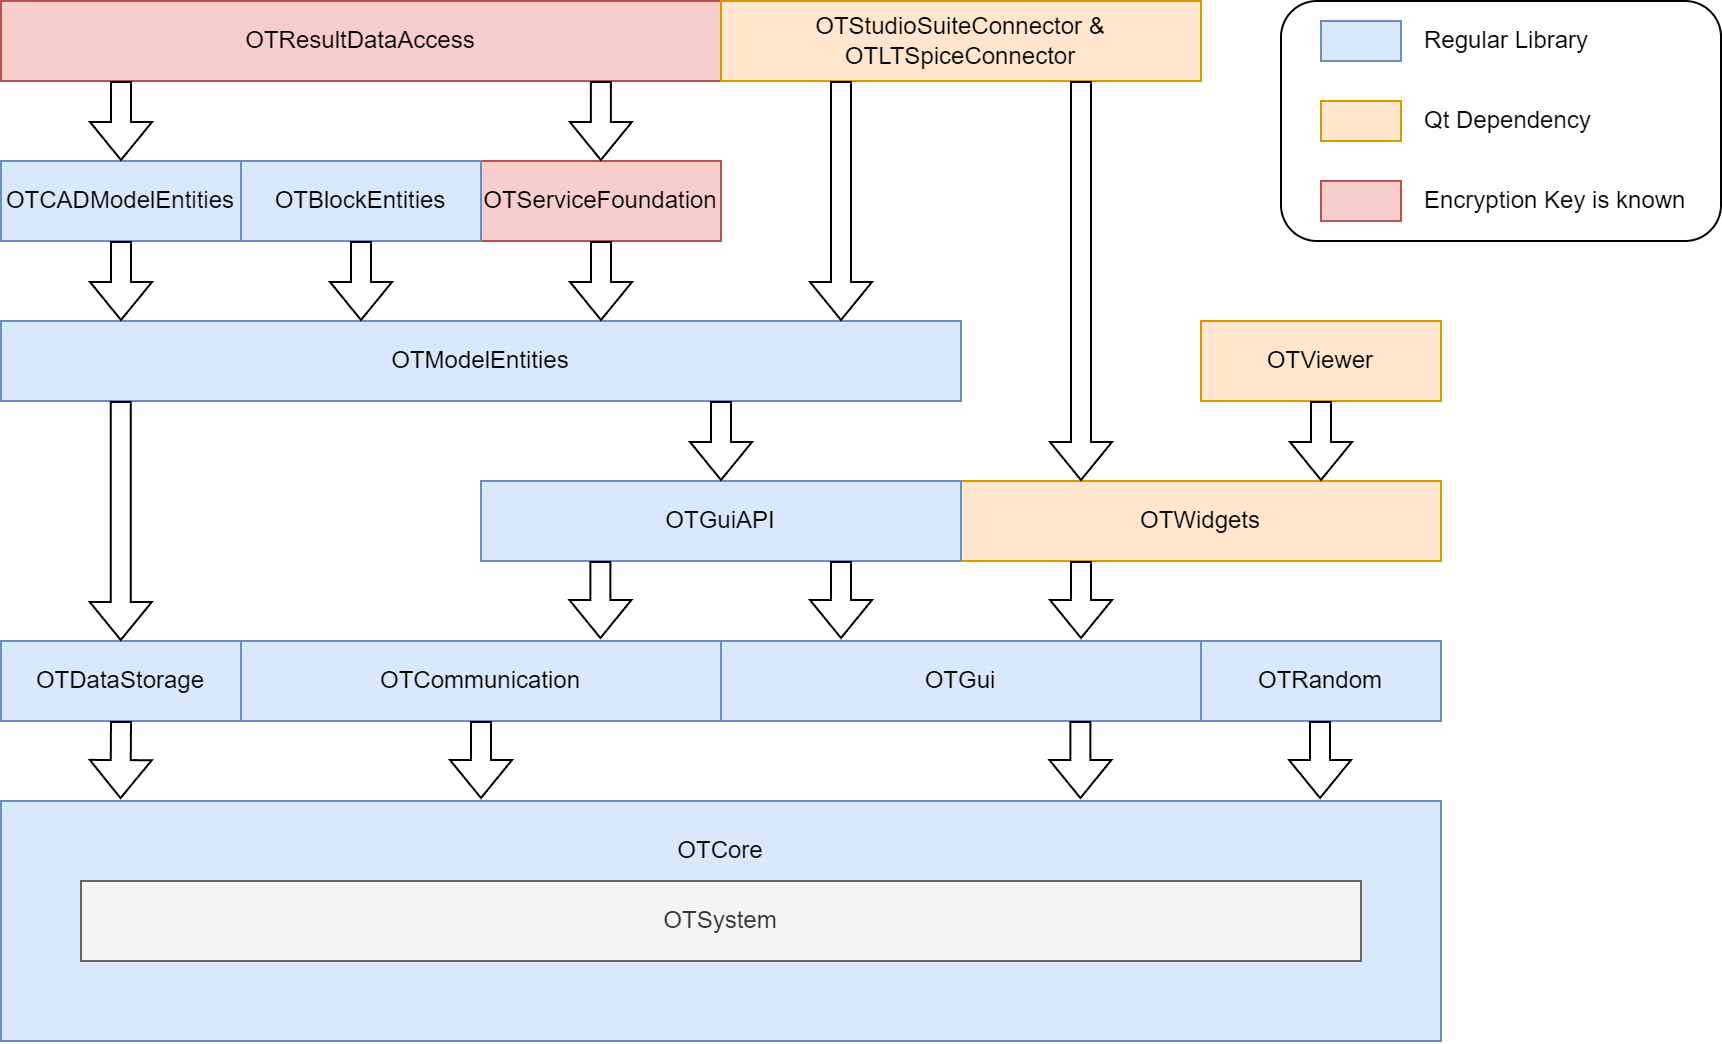 OTResultDataAccess
OTStudioSuiteConnector &
OTLTSpiceConnector
Regular Library
Qt Dependency
Encryption Key is known
OTCADModelEntities
OTBlockEntities
OTServiceFoundation
OTModelEntities
OTViewer
OTGuiAPI
OTWidgets
OTDataStorage
OTCommunication
OTGui
OTRandom
OTCore
OTSystem